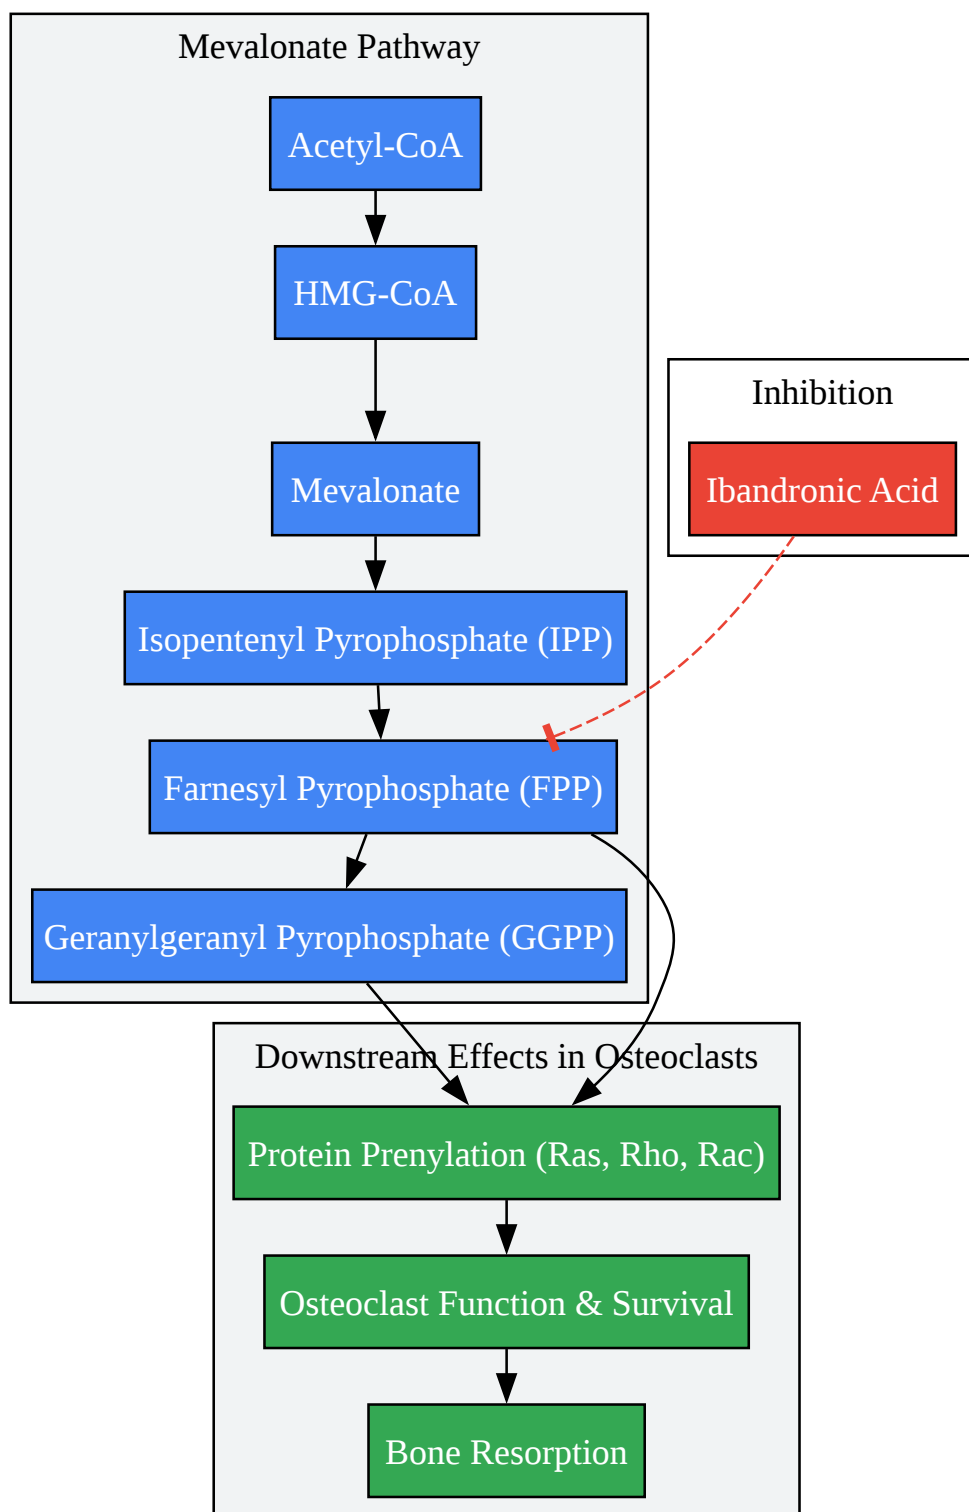 Mevalonate Pathway
Acetyl-CoA
HMG-CoA
Inhibition
Mevalonate
Ibandronic Acid
Isopentenyl Pyrophosphate (IPP)
Farnesyl Pyrophosphate (FPP)
Geranylgeranyl Pyrophosphate (GGPP)
Downstream Effects in Osteoclasts
Protein Prenylation (Ras, Rho, Rac)
Osteoclast Function & Survival
Bone Resorption